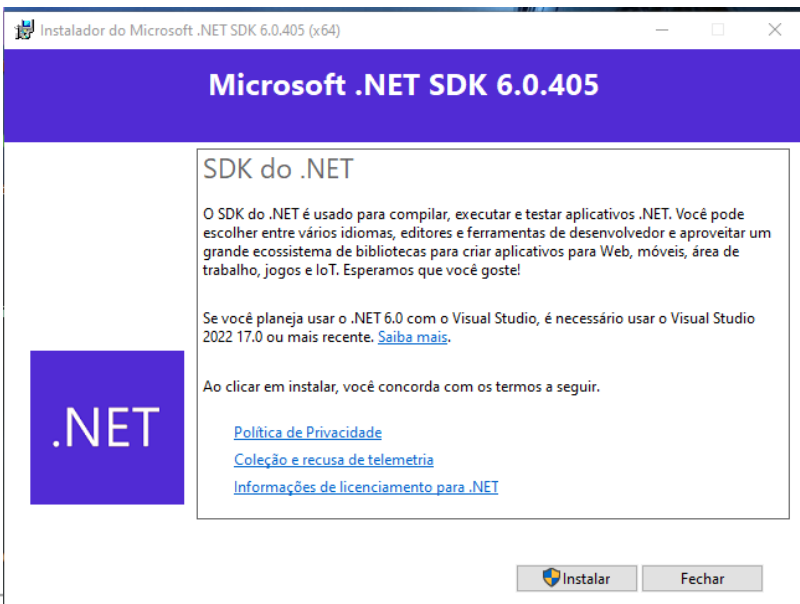 Instalador do Microsoft .NET SDK 6.0.405 (x64)
Microsoft .NET SDK 6.0.405
SDK do .NET
O SDK do .NET é usado para compilar, executar e testar aplicativos .NET. Você pode
escolher entre vários idiomas, editores e ferramentas de desenvolvedor e aproveitar um
grande ecossistema de bibliotecas para criar aplicativos para Web, móveis, área de
trabalho, jogos e IoT. Esperamos que você goste!
Se você planeja usar o .NET 6.0 com o Visual Studio, é necessário usar o Visual Studio
2022 17.0 ou mais recente. Saiba mais.
Ao clicar em instalar, você concorda com os termos a seguir.
.NET
Política de Privacidade
Coleção e recusa de telemetria
Informações de licenciamento para .NET
Instalar
Fechar